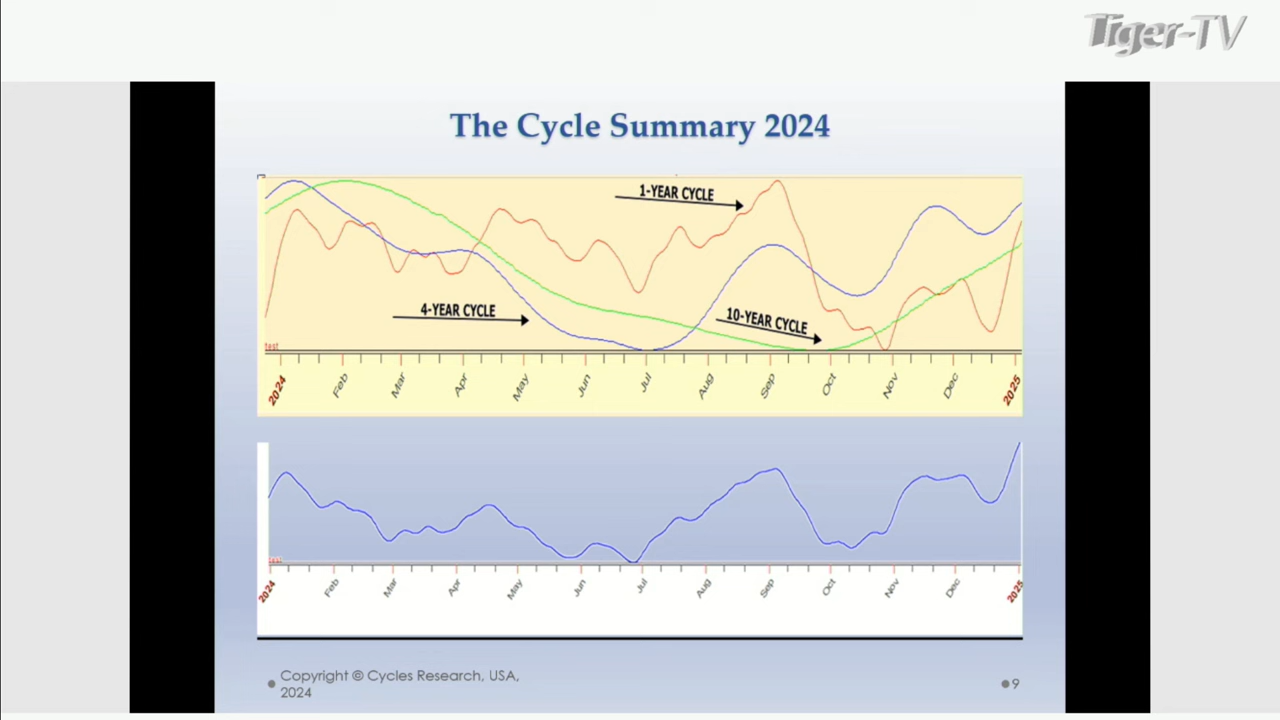 Tiger-TV
The Cycle Summary 2024
1-YEAR CYCLE
4-YEAR CYCLE
10-YEAR CYCLE
test
2024 Feb Mar Apr May Jun Jul Aug Sep Oct Nov Dec 2025
test
2024 Feb Mar Apr May Jun Jul Aug Sep Oct Nov Dec 2025
Copyright © Cycles Research, USA,
2024
9